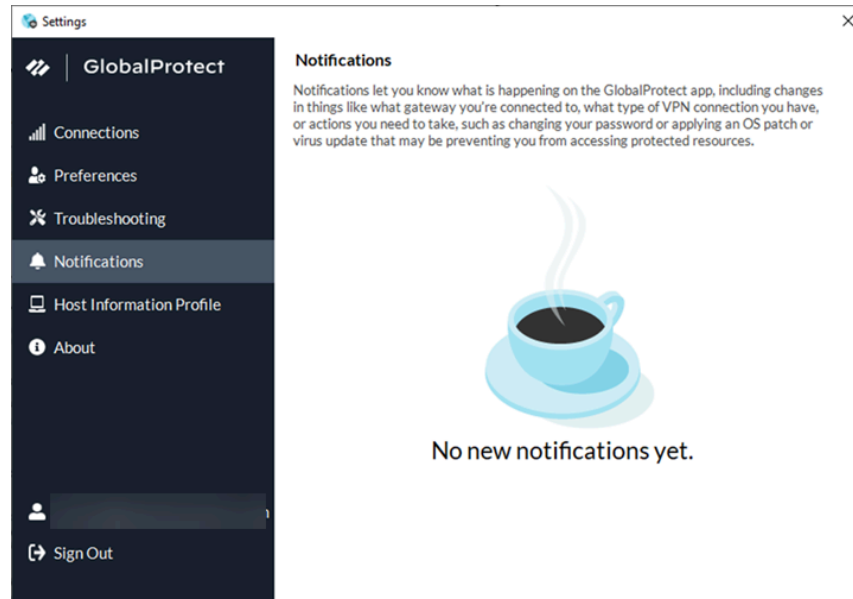 Settings
GlobalProtect
Connections
Preferences
Troubleshooting
Notifications
Host Information Profile
About
Sign Out
Notifications
Notifications let you know what is happening on the GlobalProtect app, including changes
in things like what gateway you're connected to, what type of VPN connection you have,
or actions you need to take, such as changing your password or applying an OS patch or
virus update that may be preventing you from accessing protected resources.
No new notifications yet.